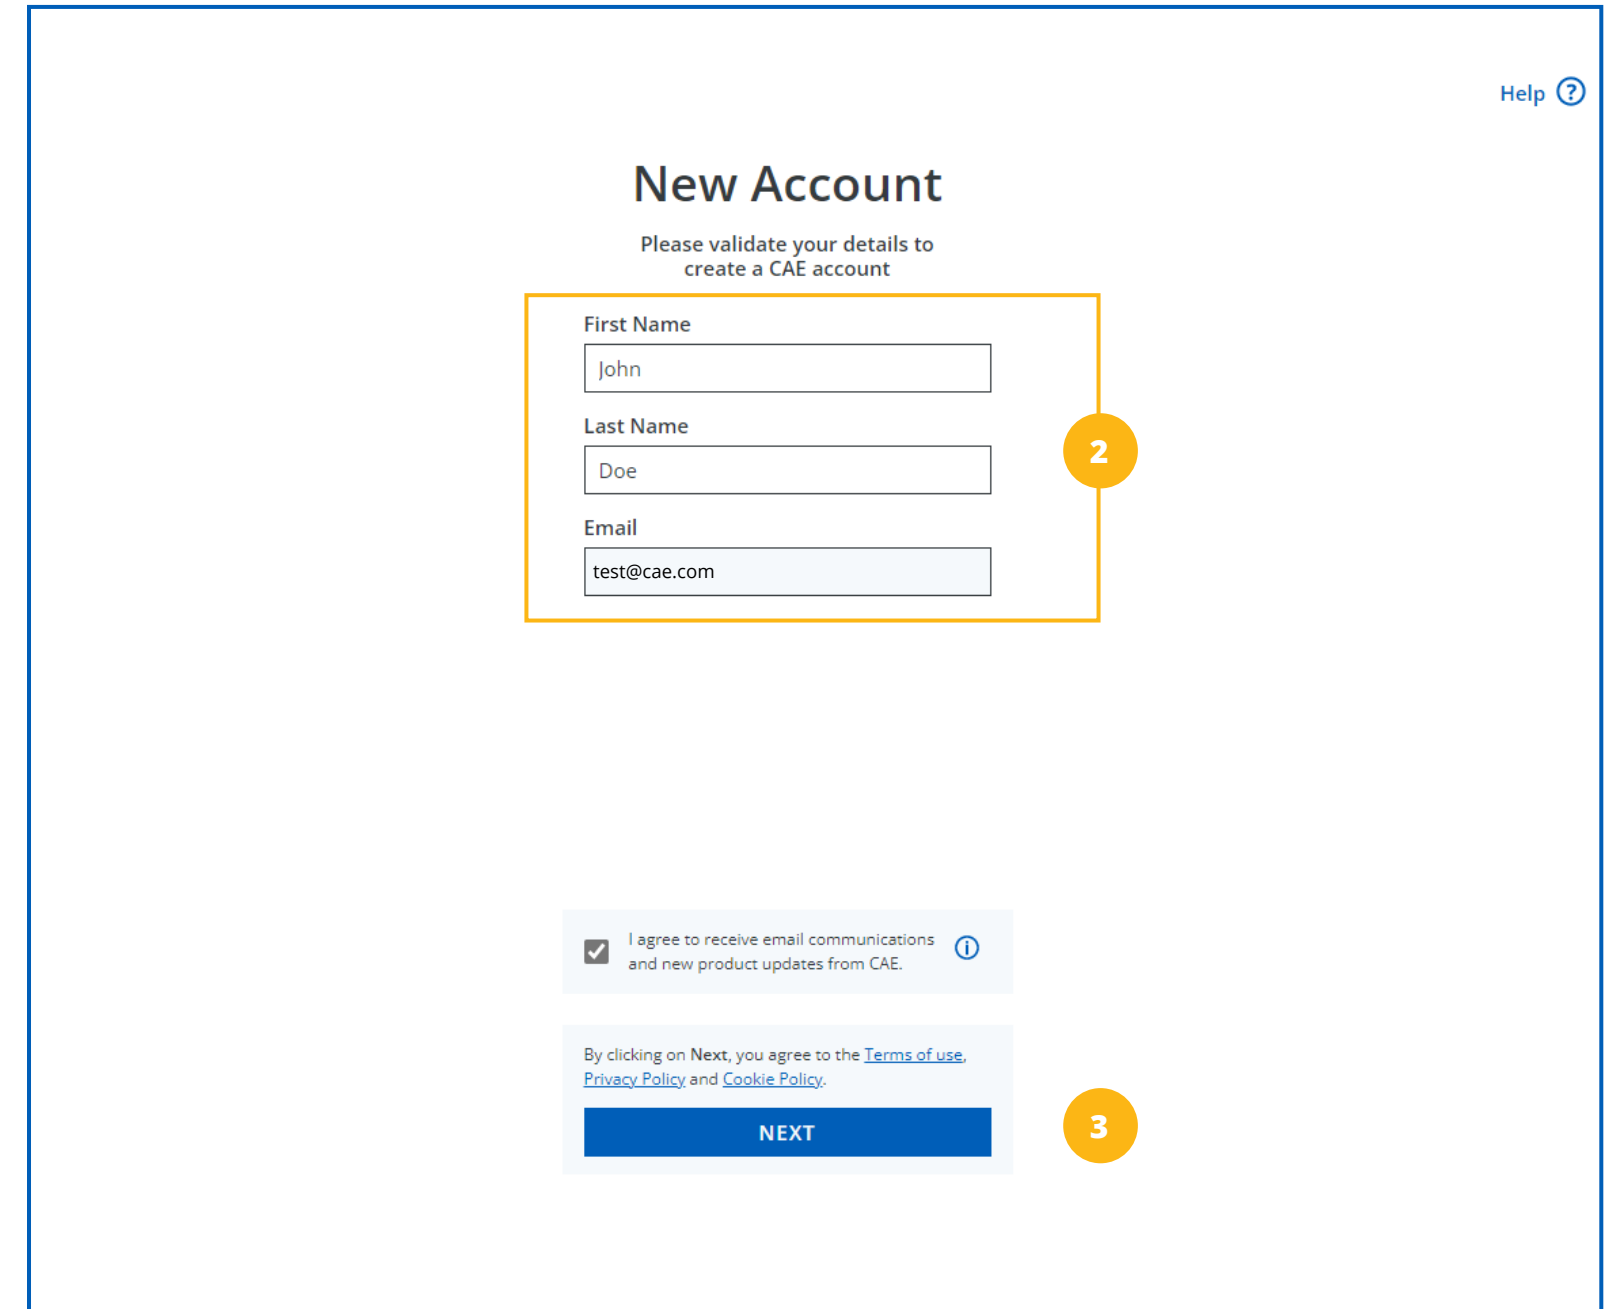 Help ?
New Account
Please validate your details to
create a CAE account
First Name
John
Last Name
Doe
2
Email
test@cae.com
I agree to receive email communications
and new product updates from CAE.
i
By clicking on Next, you agree to the Terms of use,
Privacy Policy and Cookie Policy.
NEXT
3